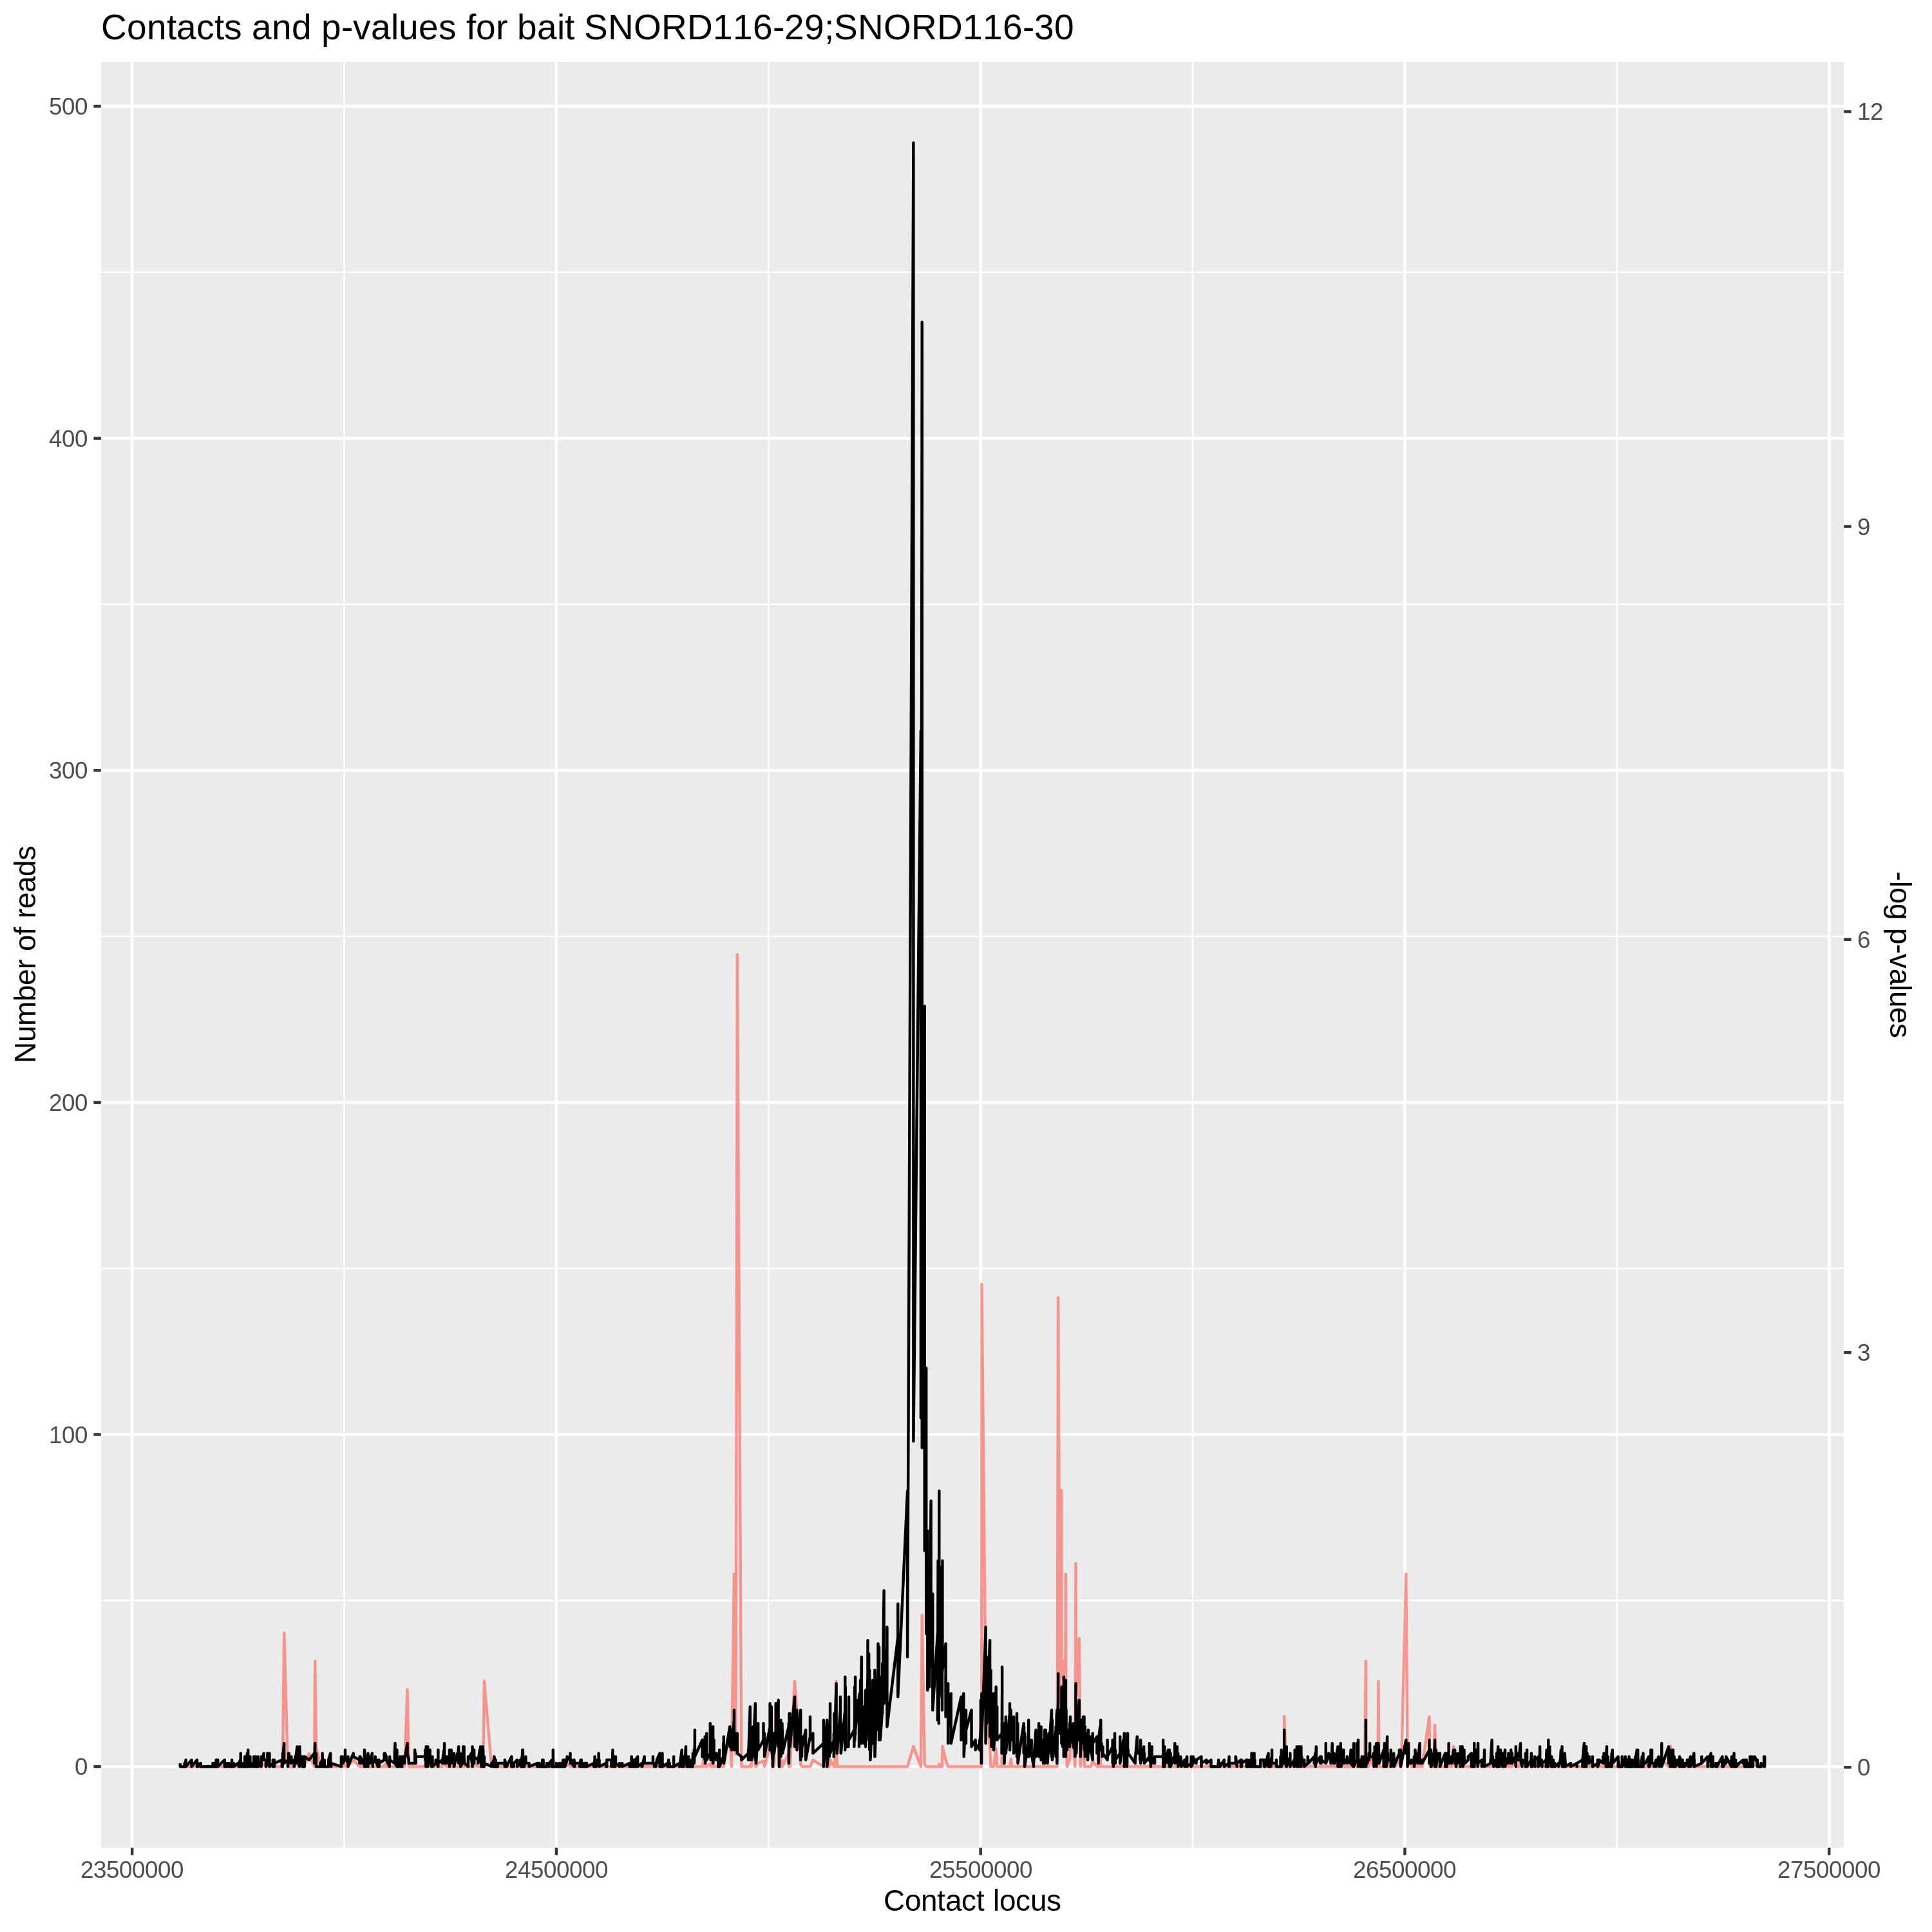 Contacts and p-values for bait SNORD116-29;SNORD116-30
500
400
300
200
100
0
Number of reads
12
9
6
3
0
-log p-values
23500000 24500000 25500000 26500000 27500000
Contact locus